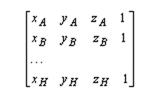 x_A y_A z_A 1
x_B y_B z_B 1
...
x_H y_H z_H 1